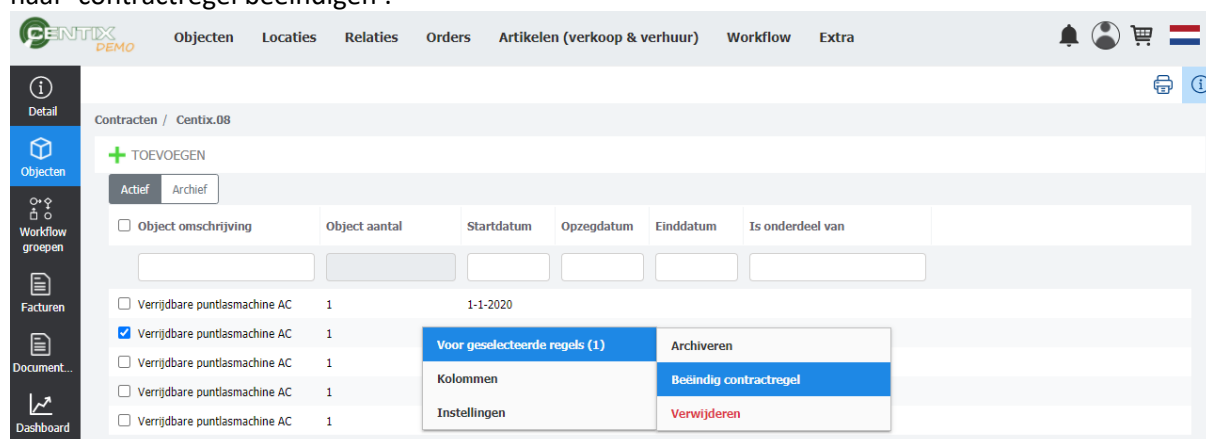 naar 'contractregel beëindigen'.
CENTIX
DEMO
Objecten Locaties Relaties Orders Artikelen (verkoop & verhuur) Workflow Extra
Detail
Contracten / Centix.08
TOEVOEGEN
Objecten
Actief Archief
Workflow
groepen
Object omschrijving Object aantal Startdatum Opzegdatum Einddatum Is onderdeel van
Facturen
Verrijdbare puntlasmachine AC 1 1-1-2020
Verrijdbare puntlasmachine AC 1
Voor geselecteerde regels (1) Archiveren
Document...
Verrijdbare puntlasmachine AC 1
Kolommen Beëindig contractregel
Verrijdbare puntlasmachine AC 1
Instellingen Verwijderen
Dashboard
Verrijdbare puntlasmachine AC 1